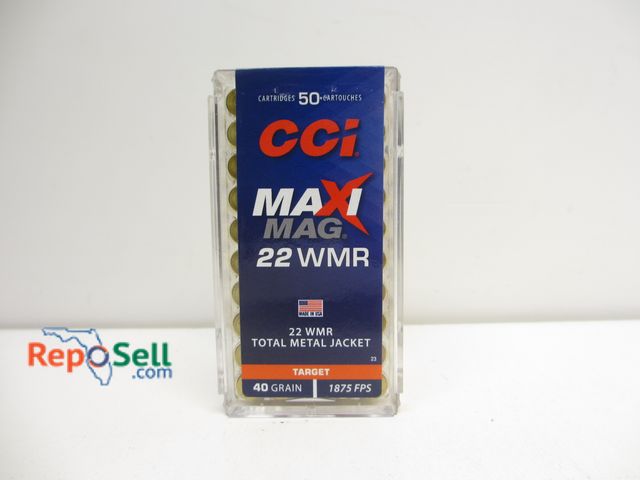 CARTRIDGES 50 CARTOUCHES
CCI
MAXI
MAG
22 WMR
MADE IN USA
22 WMR
TOTAL METAL JACKET
23
TARGET
40 GRAIN 1875 FPS
REPOSELL
.com